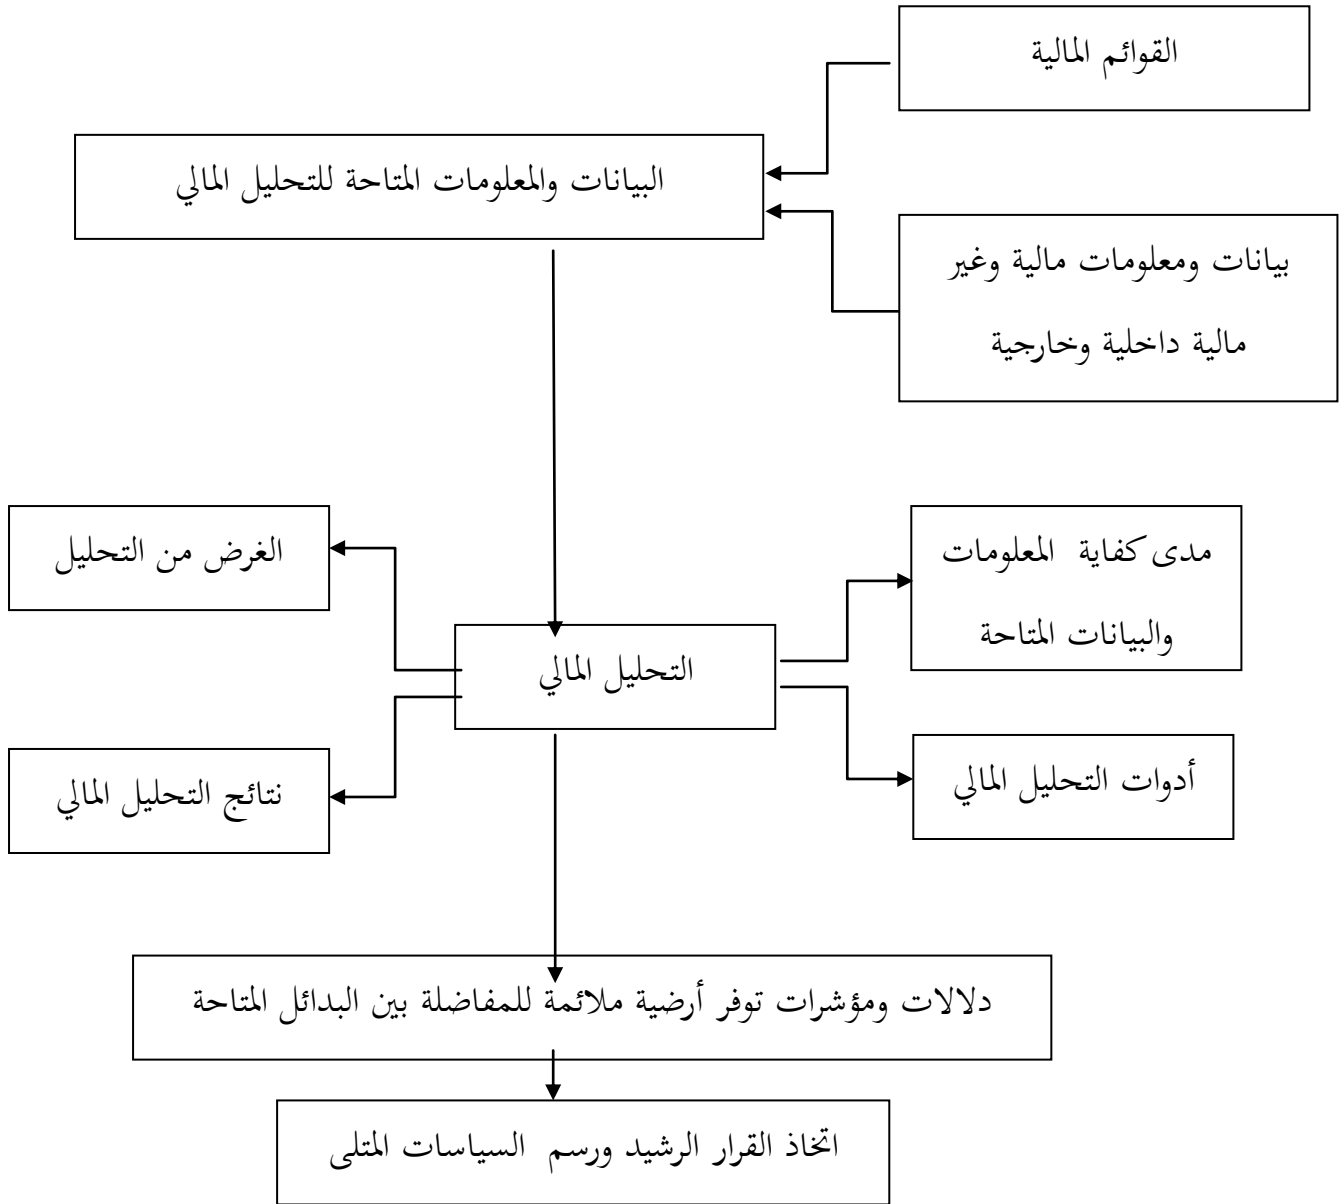 القوائم المالية
البيانات والمعلومات المتاحة للتحليل المالي
بيانات ومعلومات مالية وغير
مالية داخلية وخارجية
مدى كفاية المعلومات
والبيانات المتاحة
الغرض من التحليل
التحليل المالي
أدوات التحليل المالي
نتائج التحليل المالي
دلالات ومؤشرات توفر أرضية ملائمة للمفاضلة بين البدائل المتاحة
اتخاذ القرار الرشيد ورسم السياسات المتلى